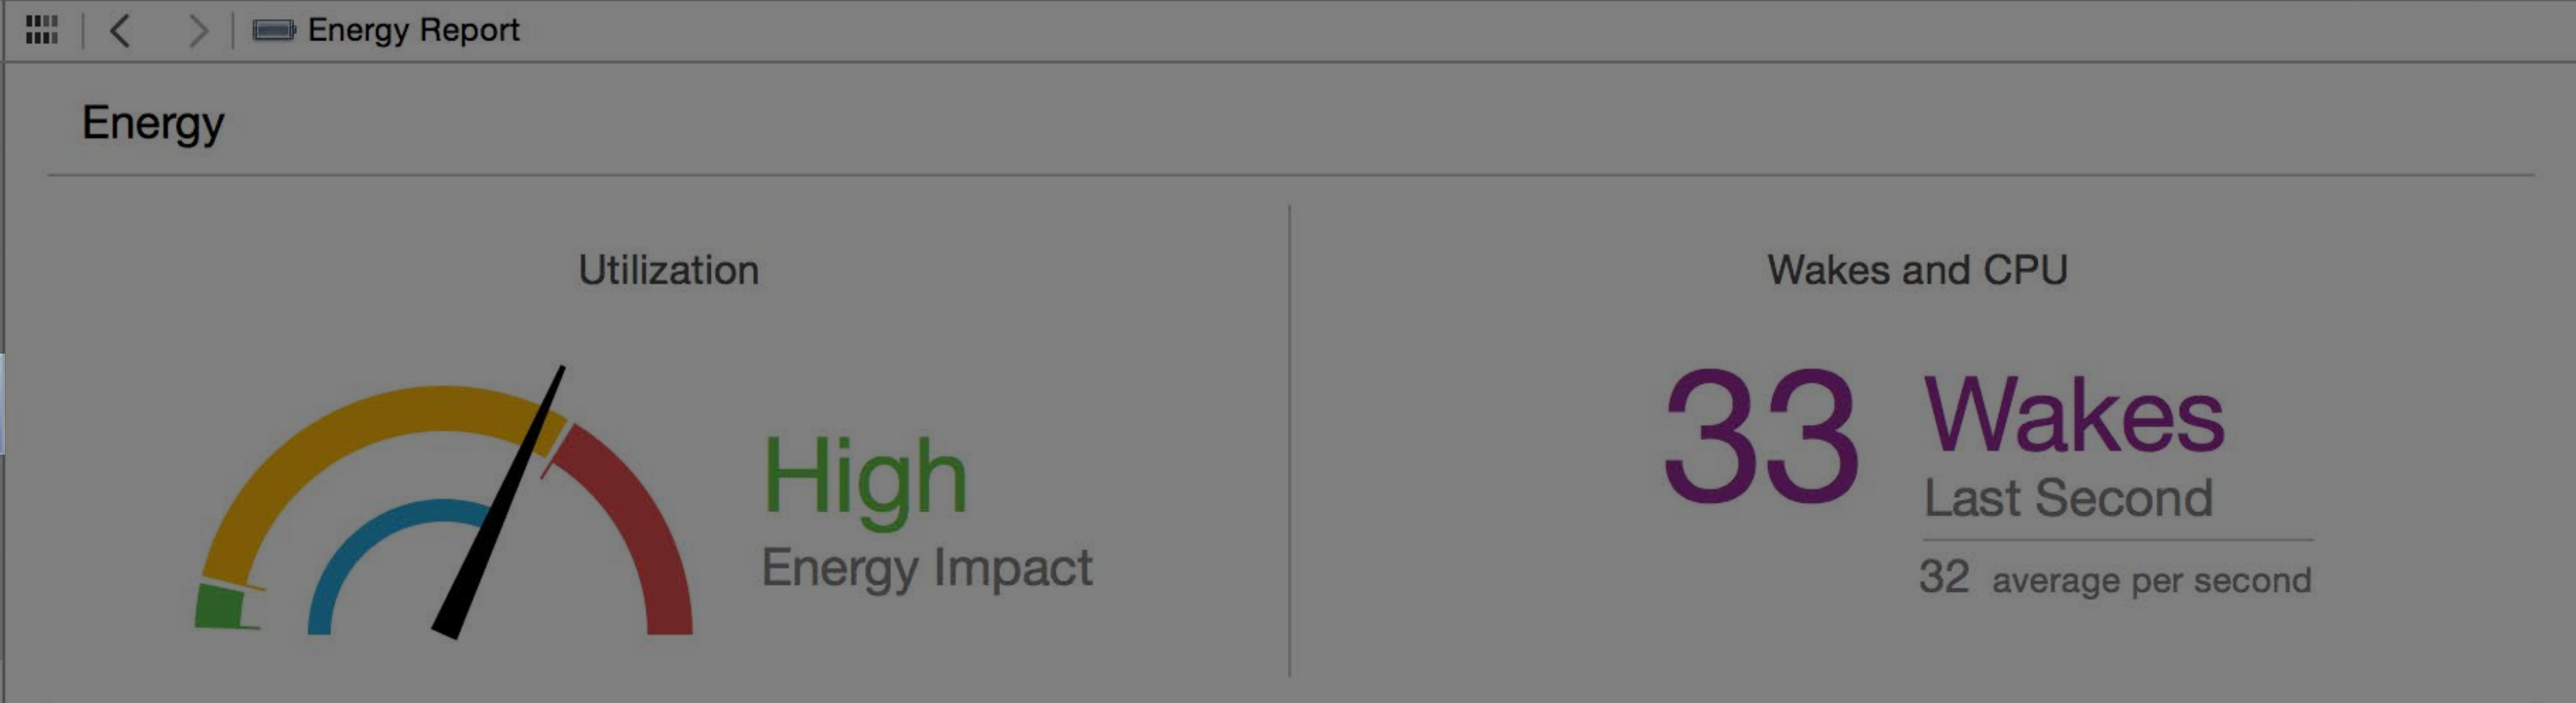 Energy Report
Energy
Utilization
High
Energy Impact
Wakes and CPU
33 Wakes
Last Second
32 average per second